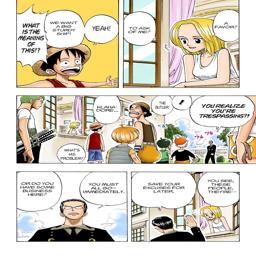 WHAT
IS THE
MEANING
OF
THIS!?
WE WANT
A BIG
STUPEFY
SHIP!
YEAH!
TO ASK
OF ME?
A
FAVOR?
KLAHA-
DORE...
THE
BUTLER!
YOU REALIZE
YOU'RE
TRESPASSING??
WHAT'S
HIS
PROBLEM?
OR DO YOU
HAVE SOME
BUSINESS
HERE?
YOU MUST
ALL GO...
IMMEDIATELY.
SAVE YOUR
EXCUSES FOR
LATER.
YOU SEE,
THESE
PEOPLE,
THEY'RE--